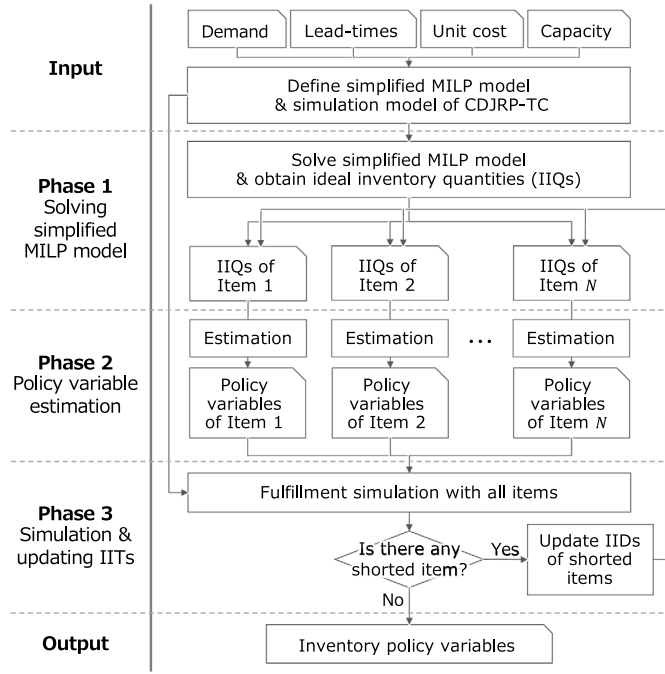 Demand
Lead-times
Unit cost
Capacity
Input
Define simplified MILP model
& simulation model of CDJRP-TC
Phase 1
Solving
simplified
MILP model
Solve simplified MILP model
& obtain ideal inventory quantities (IIQs)
IIQs of
Item 1
IIQs of
Item 2
IIQs of
Item N
Phase 2
Policy variable
estimation
Estimation
Estimation
...
Estimation
Policy
variables
of Item 1
Policy
variables
of Item 2
Policy
variables
of Item N
Phase 3
Simulation &
updating IITs
Fulfillment simulation with all items
Is there any
shorted item?
Yes
Update IIDs
of shorted
items
No
Output
Inventory policy variables